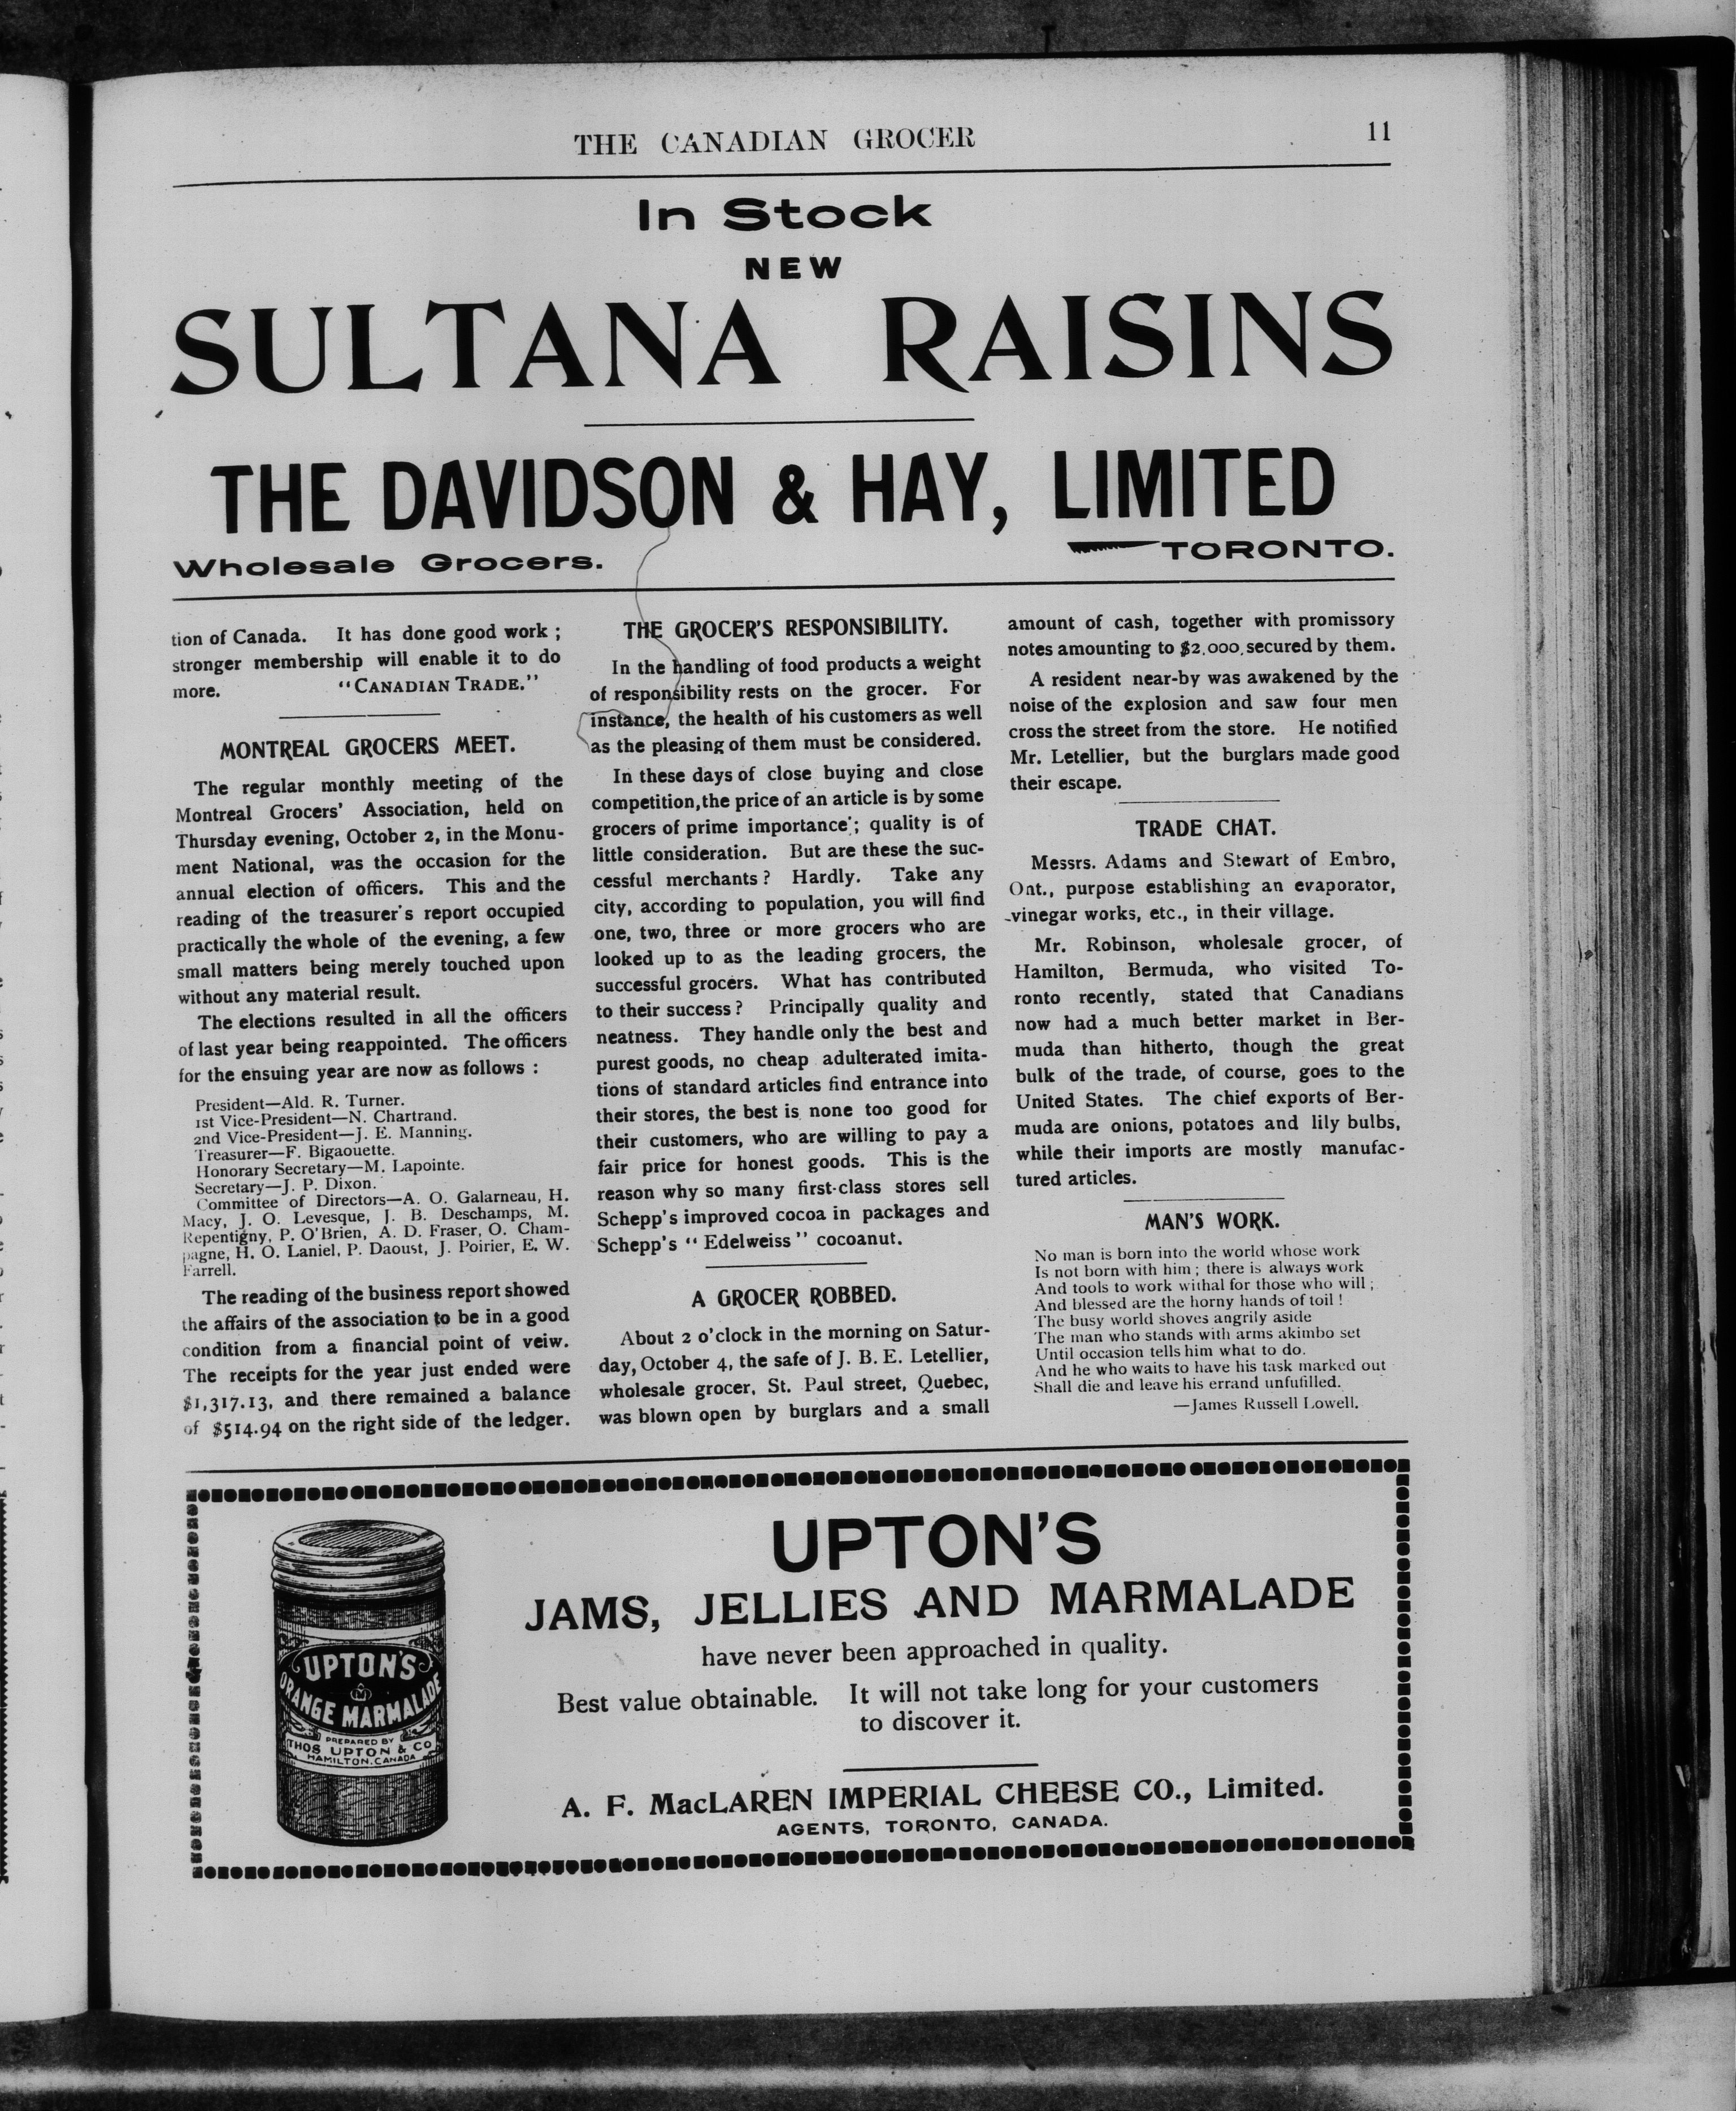 THE CANADIAN GROCER
11
In Stock
NEW
SULTANA RAISINS
THE DAVIDSON & HAY, LIMITED
Wholesale Grocers.
TORONTO.
tion of Canada. It has done good work ;
stronger membership will enable it to do
more. "CANADIAN TRADE."
MONTREAL GROCERS MEET.
The regular monthly meeting of the
Montreal Grocers' Association, held on
Thursday evening, October 2, in the Monu-
ment National, was the occasion for the
annual election of officers. This and the
reading of the treasurer's report occupied
practically the whole of the evening, a few
small matters being merely touched upon
without any material result.
The elections resulted in all the officers
of last year being reappointed. The officers
for the ensuing year are now as follows :
President—Ald. R. Turner.
1st Vice-President—N. Chartrand.
2nd Vice-President—J. E. Manning.
Treasurer—F. Bigaouette.
Honorary Secretary—M. Lapointe.
Secretary—J. P. Dixon.
Committee of Directors—A. O. Galarneau, H.
Macy, J. O. Levesque, J. B. Deschamps, M.
Repentigny, P. O'Brien, A. D. Fraser, O. Cham-
pagne, H. O. Laniel, P. Daoust, J. Poirier, E. W.
Farrell.
The reading of the business report showed
the affairs of the association to be in a good
condition from a financial point of veiw.
The receipts for the year just ended were
$1,317.13, and there remained a balance
of $514.94 on the right side of the ledger.
THE GROCER'S RESPONSIBILITY.
In the handling of food products a weight
of responsibility rests on the grocer. For
instance, the health of his customers as well
as the pleasing of them must be considered.
In these days of close buying and close
competition, the price of an article is by some
grocers of prime importance ; quality is of
little consideration. But are these the suc-
cessful merchants ? Hardly. Take any
city, according to population, you will find
one, two, three or more grocers who are
looked up to as the leading grocers, the
successful grocers. What has contributed
to their success ? Principally quality and
neatness. They handle only the best and
purest goods, no cheap adulterated imita-
tions of standard articles find entrance into
their stores, the best is none too good for
their customers, who are willing to pay a
fair price for honest goods. This is the
reason why so many first-class stores sell
Schepp's improved cocoa in packages and
Schepp's "Edelweiss" cocoanut.
A GROCER ROBBED.
About 2 o'clock in the morning on Satur-
day, October 4, the safe of J. B. E. Letellier,
wholesale grocer, St. Paul street, Quebec,
was blown open by burglars and a small
amount of cash, together with promissory
notes amounting to $2,000, secured by them.
A resident near-by was awakened by the
noise of the explosion and saw four men
cross the street from the store. He notified
Mr. Letellier, but the burglars made good
their escape.
TRADE CHAT.
Messrs. Adams and Stewart of Embro,
Ont., purpose establishing an evaporator,
vinegar works, etc., in their village.
Mr. Robinson, wholesale grocer, of
Hamilton, Bermuda, who visited To-
ronto recently, stated that Canadians
now had a much better market in Ber-
muda than hitherto, though the great
bulk of the trade, of course, goes to the
United States. The chief exports of Ber-
muda are onions, potatoes and lily bulbs,
while their imports are mostly manufac-
tured articles.
MAN'S WORK.
No man is born into the world whose work
Is not born with him ; there is always work
And tools to work withal for those who will ;
And blessed are the horny hands of toil !
The busy world shoves angrily aside
The man who stands with arms akimbo set
Until occasion tells him what to do.
And he who waits to have his task marked out
Shall die and leave his errand unfufilled.
—James Russell Lowell.
UPTON'S
ORANGE MARMALADE
PREPARED BY
THOS UPTON & CO
HAMILTON, CANADA
UPTON'S
JAMS, JELLIES AND MARMALADE
have never been approached in quality.
Best value obtainable. It will not take long for your customers
to discover it.
A. F. MacLAREN IMPERIAL CHEESE CO., Limited.
AGENTS, TORONTO, CANADA.